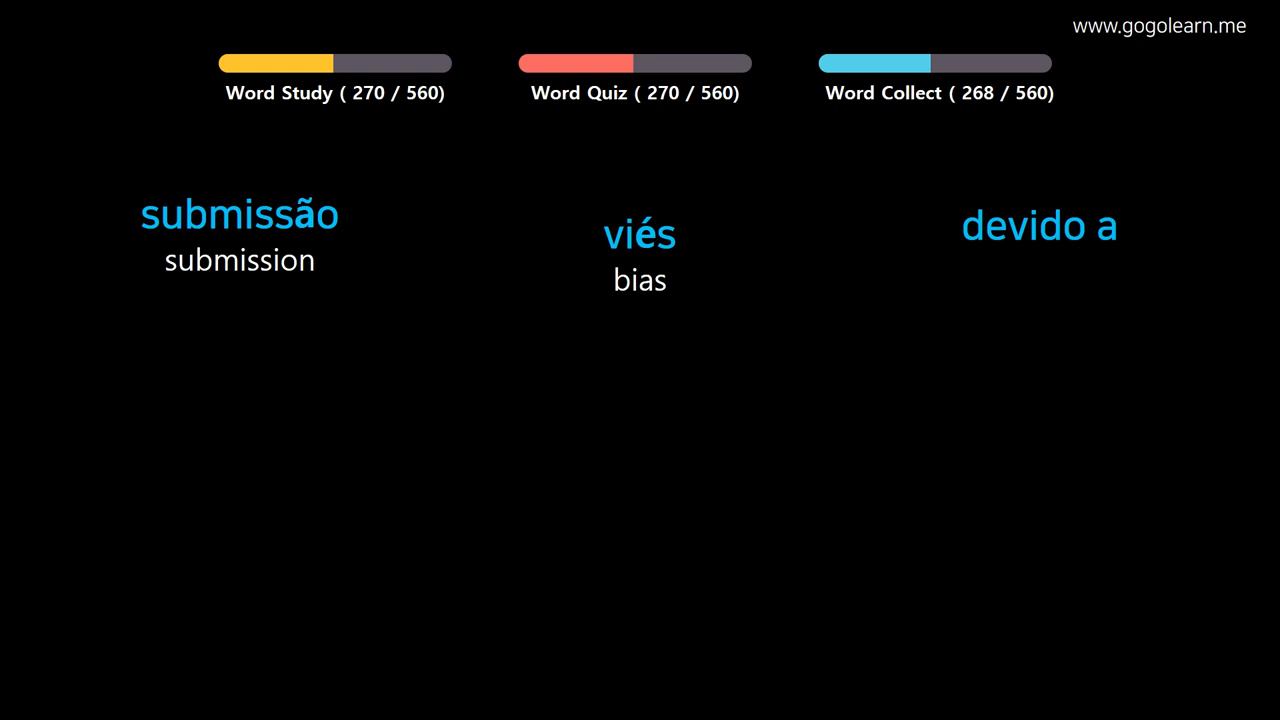 www.gogolearn.me
Word Study ( 270 / 560)
Word Quiz ( 270 / 560)
Word Collect ( 268 / 560)
submissão
submission
viés
bias
devido a